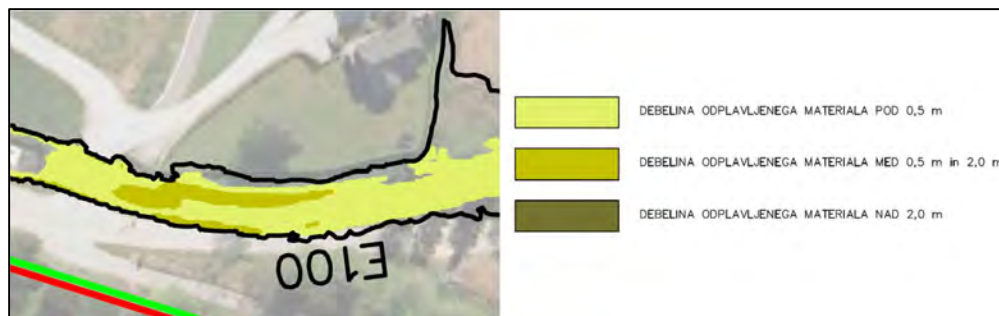 DEBELINA ODPLAVLJENEGA MATERIALA POD 0,5 m
DEBELINA ODPLAVLJENEGA MATERIALA MED 0,5 m in 2,0 m
DEBELINA ODPLAVLJENEGA MATERIALA NAD 2,0 m
E100